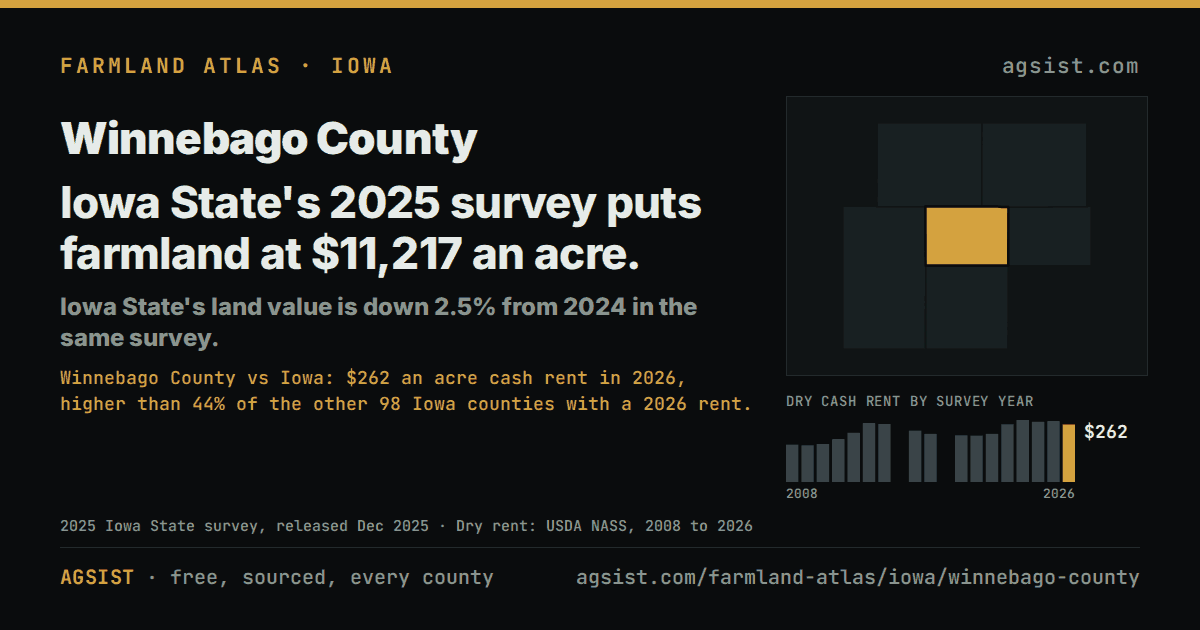 FARMLAND ATLAS · IOWA
agsist.com
Winnebago County
Iowa State's 2025 survey puts
farmland at $11,217 an acre.
Iowa State's land value is down 2.5% from 2024 in the
same survey.
Winnebago County vs Iowa: $262 an acre cash rent in 2026,
higher than 44% of the other 98 Iowa counties with a 2026 rent.
DRY CASH RENT BY SURVEY YEAR
$262
2008
2026
2025 Iowa State survey, released Dec 2025 · Dry rent: USDA NASS, 2008 to 2026
AGSIST · free, sourced, every county
agsist.com/farmland-atlas/iowa/winnebago-county